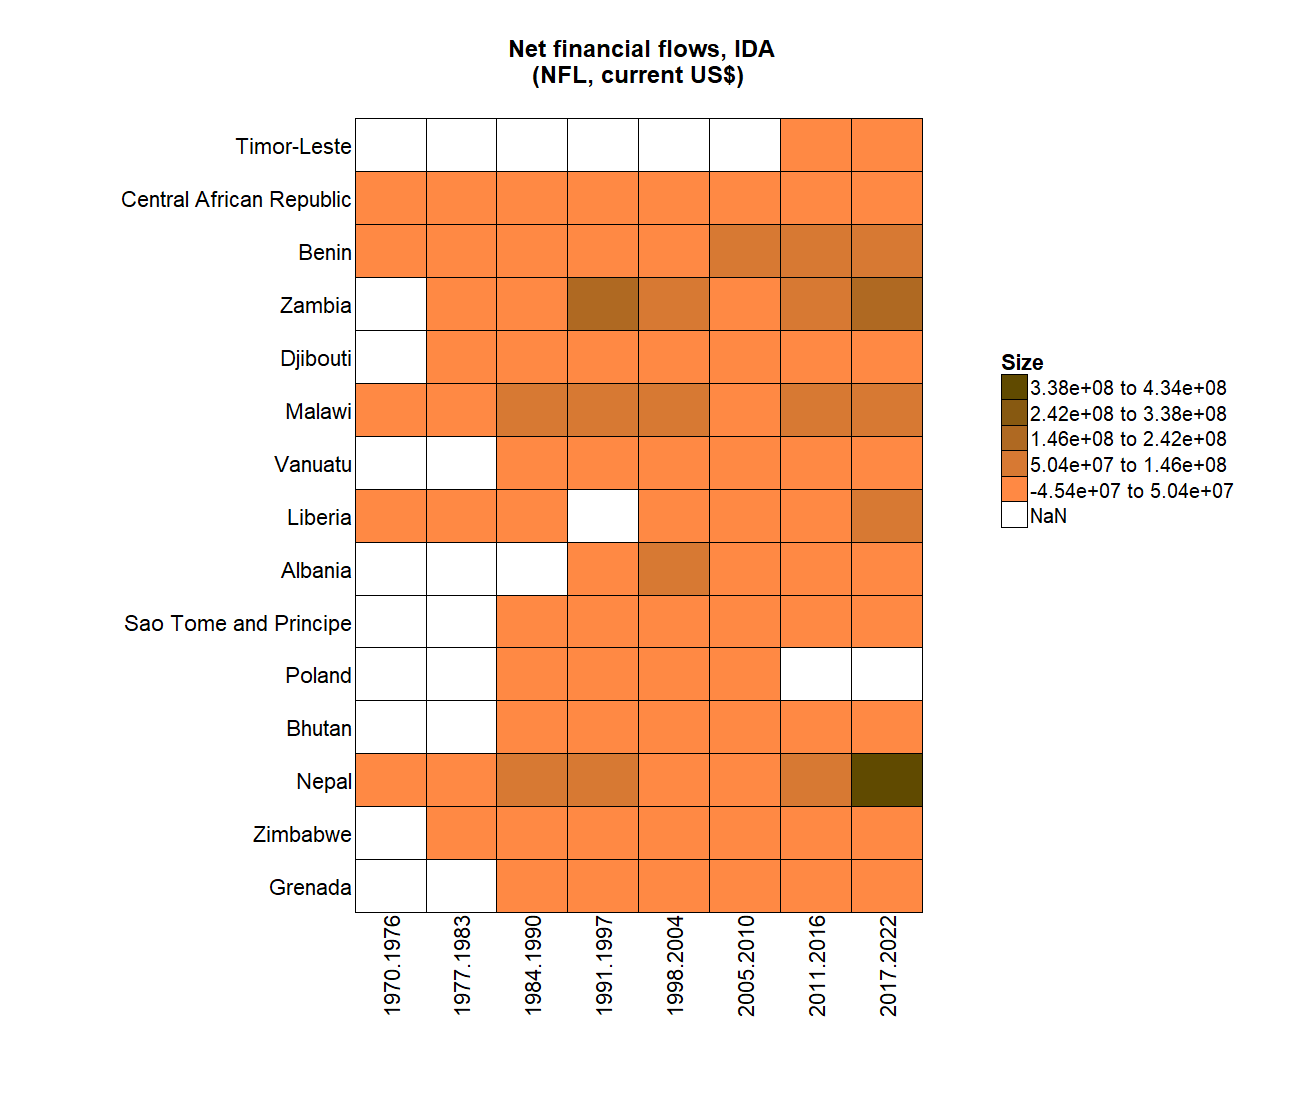 Net financial flows, IDA
(NFL, current US$)
Timor-Leste
Central African Republic
Benin
Zambia
Djibouti
Malawi
Vanuatu
Liberia
Albania
Sao Tome and Principe
Poland
Bhutan
Nepal
Zimbabwe
Grenada
1970.1976
1977.1983
1984.1990
1991.1997
1998.2004
2005.2010
2011.2016
2017.2022
Size
3.38e+08 to 4.34e+08
2.42e+08 to 3.38e+08
1.46e+08 to 2.42e+08
5.04e+07 to 1.46e+08
-4.54e+07 to 5.04e+07
NaN